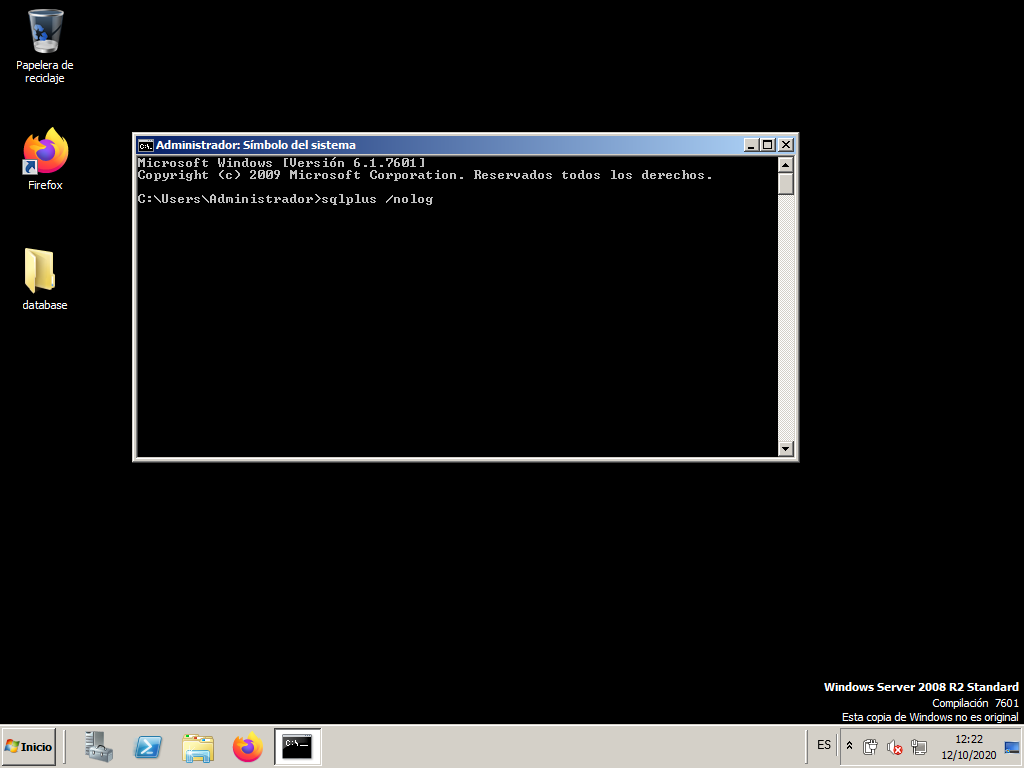 Papelera de
reciclaje
Firefox
database
Administrador: Símbolo del sistema
Microsoft Windows [Versión 6.1.7601]
Copyright (c) 2009 Microsoft Corporation. Reservados todos los derechos.
C:\Users\Administrador>sqlplus /nolog
Windows Server 2008 R2 Standard
Compilación 7601
Esta copia de Windows no es original
Inicio
ES
12:22
12/10/2020